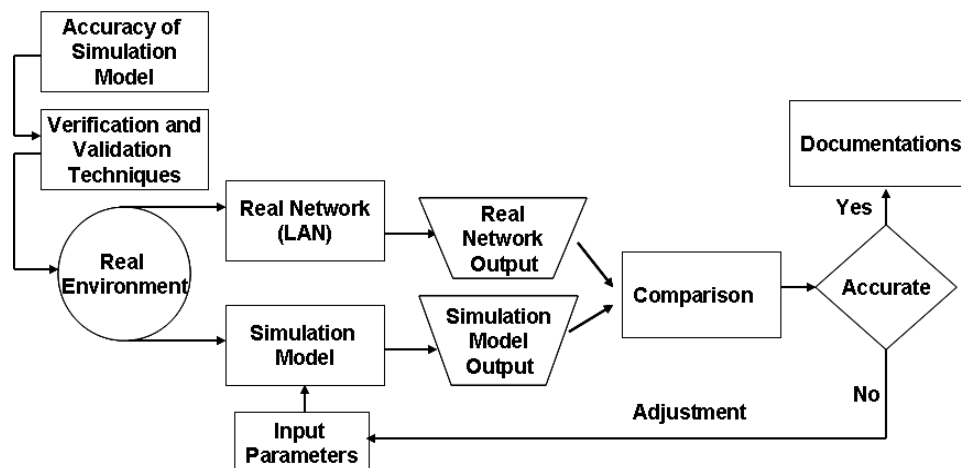 Accuracy of
Simulation
Model
Verification and
Validation
Techniques
Real
Environment
Real Network
(LAN)
Real
Network
Output
Simulation
Model
Simulation
Model
Output
Input
Parameters
Comparison
Accurate
Yes
Documentations
No
Adjustment